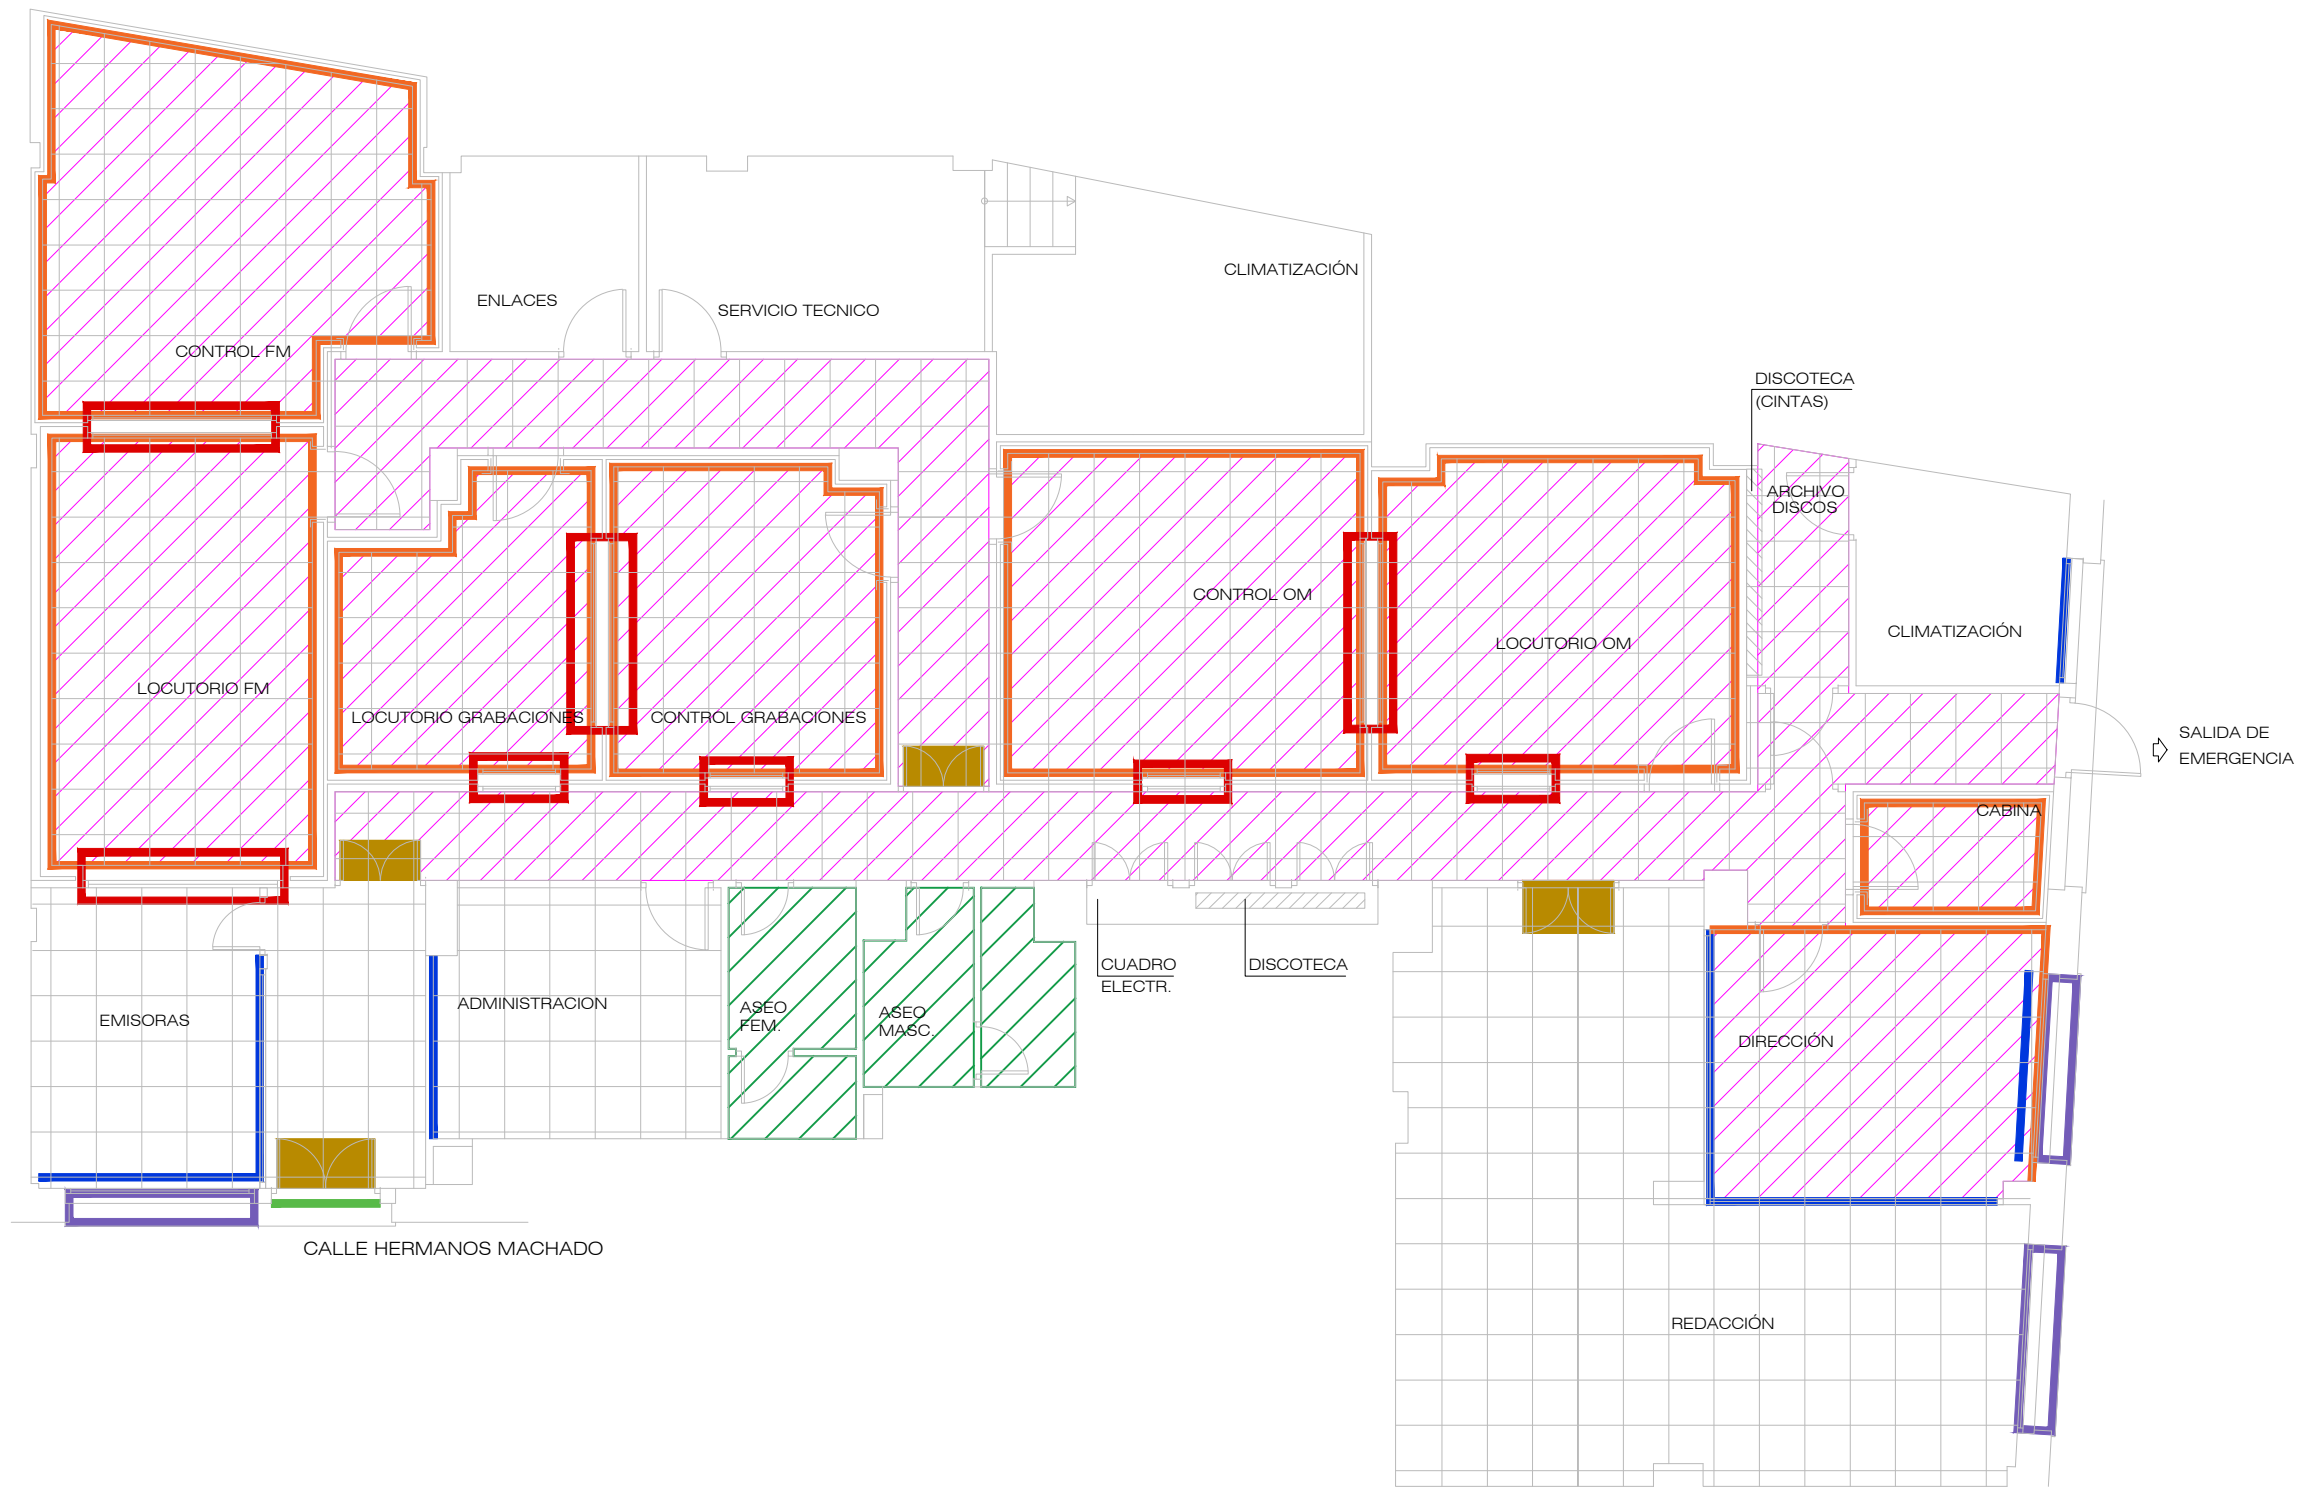 CLIMATIZACIÓN
ENLACES
SERVICIO TECNICO
CONTROL FM
DISCOTECA
(CINTAS)
ARCHIVO
DISCOS
CONTROL OM
LOCUTORIO OM
CLIMATIZACIÓN
LOCUTORIO FM
LOCUTORIO GRABACIONES
CONTROL GRABACIONES
SALIDA DE
EMERGENCIA
CABINA
CUADRO
ELECTR.
DISCOTECA
ADMINISTRACION
ASEO
FEM.
ASEO
MASC.
EMISORAS
DIRECCIÓN
CALLE HERMANOS MACHADO
REDACCIÓN